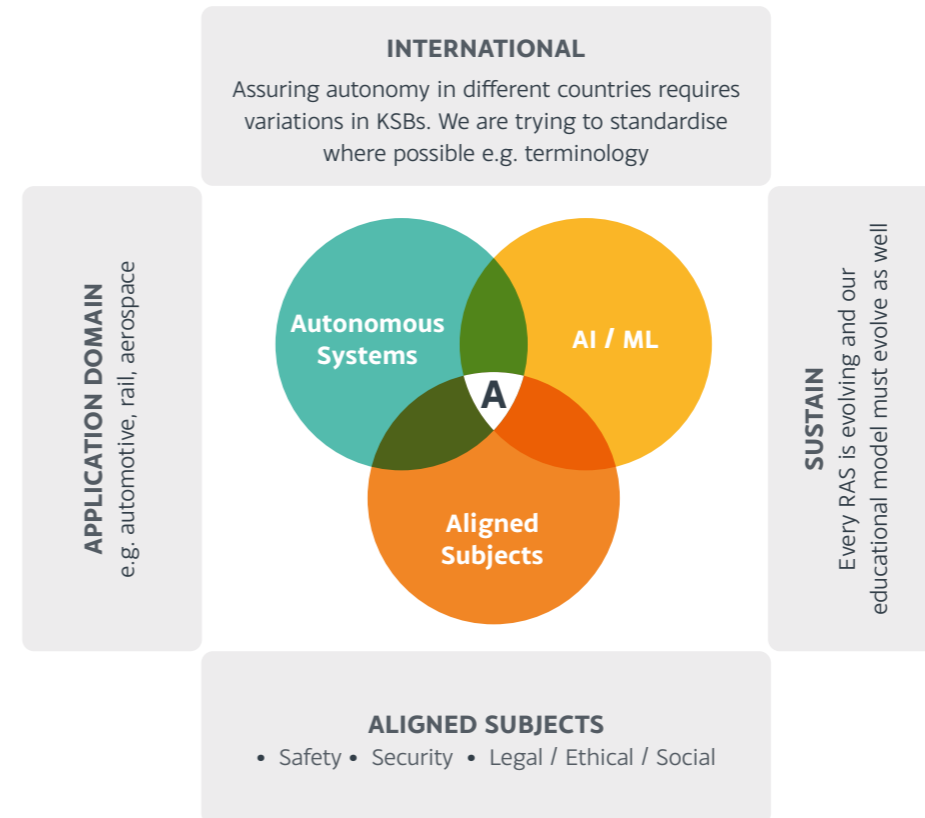 INTERNATIONAL
Assuring autonomy in different countries requires
variations in KSBs. We are trying to standardise
where possible e.g. terminology
APPLICATION DOMAIN
e.g. automotive, rail, aerospace
Autonomous
Systems
AI / ML
A
Aligned
Subjects
SUSTAIN
Every RAS is evolving and our
educational model must evolve as well
ALIGNED SUBJECTS
• Safety • Security • Legal / Ethical / Social